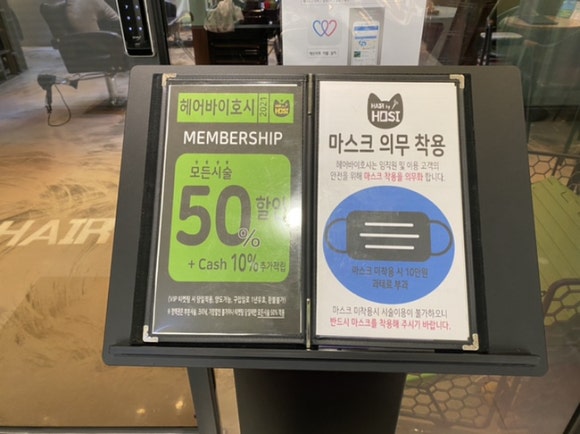 헤어바이호시
2021
HAIR by
HOSI
MEMBERSHIP
모든시술
50% 할인
+ Cash 10% 추가적립
HAIR by
HOSI
마스크 의무 착용
헤어바이호시는 임직원 및 이용 고객의
안전을 위해 마스크 착용을 의무화 합니다.
마스크 미착용시 10만원
과태료 부과
마스크 미착용시 시술이용이 불가하오니
반드시 마스크를 착용해 주시기 바랍니다.
HAIR